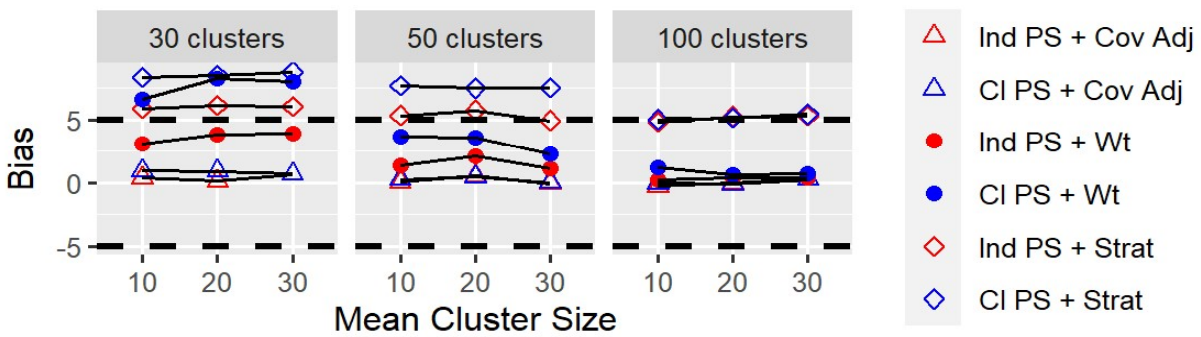 30 clusters
50 clusters
100 clusters
Bias
5
0
-5
10 20 30
10 20 30
10 20 30
Mean Cluster Size
Ind PS + Cov Adj
Cl PS + Cov Adj
Ind PS + Wt
Cl PS + Wt
Ind PS + Strat
Cl PS + Strat